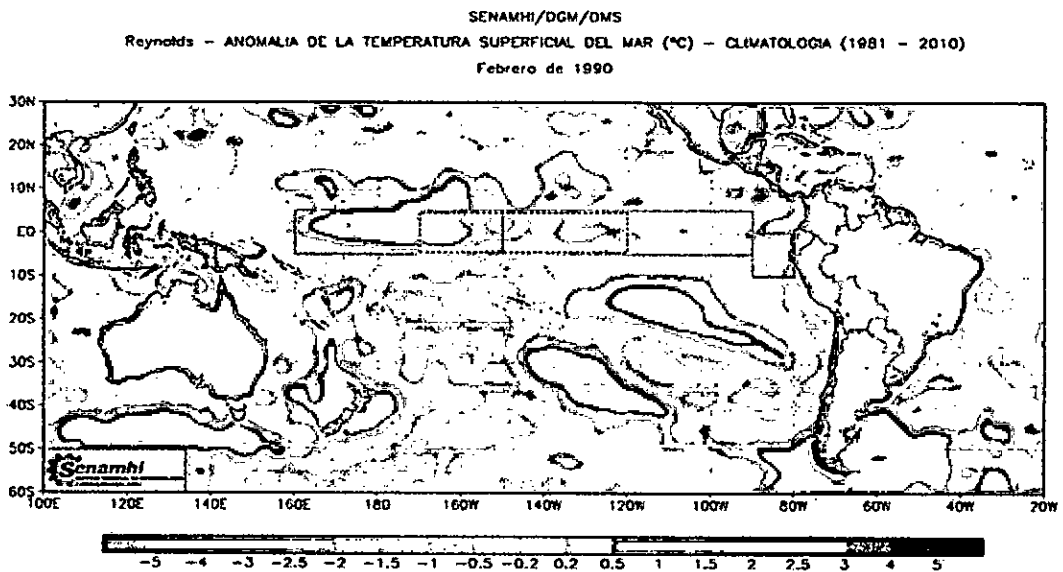 SENAMHI/DGM/DMS
Reynolds - ANOMALIA DE LA TEMPERATURA SUPERFICIAL DEL MAR (ºC) - CLIMATOLOGIA (1981 - 2010)
Febrero de 1990
30N
20N
10N
EQ
10S
20S
30S
40S
50S
60S
Senamhi
100E 120E 140E 160E 180 160W 140W 120W 100W 80W 60W 40W 20W
-5 -4 -3 -2.5 -2 -1.5 -1 -0.5 -0.2 0.2 0.5 1 1.5 2 2.5 3 4 5